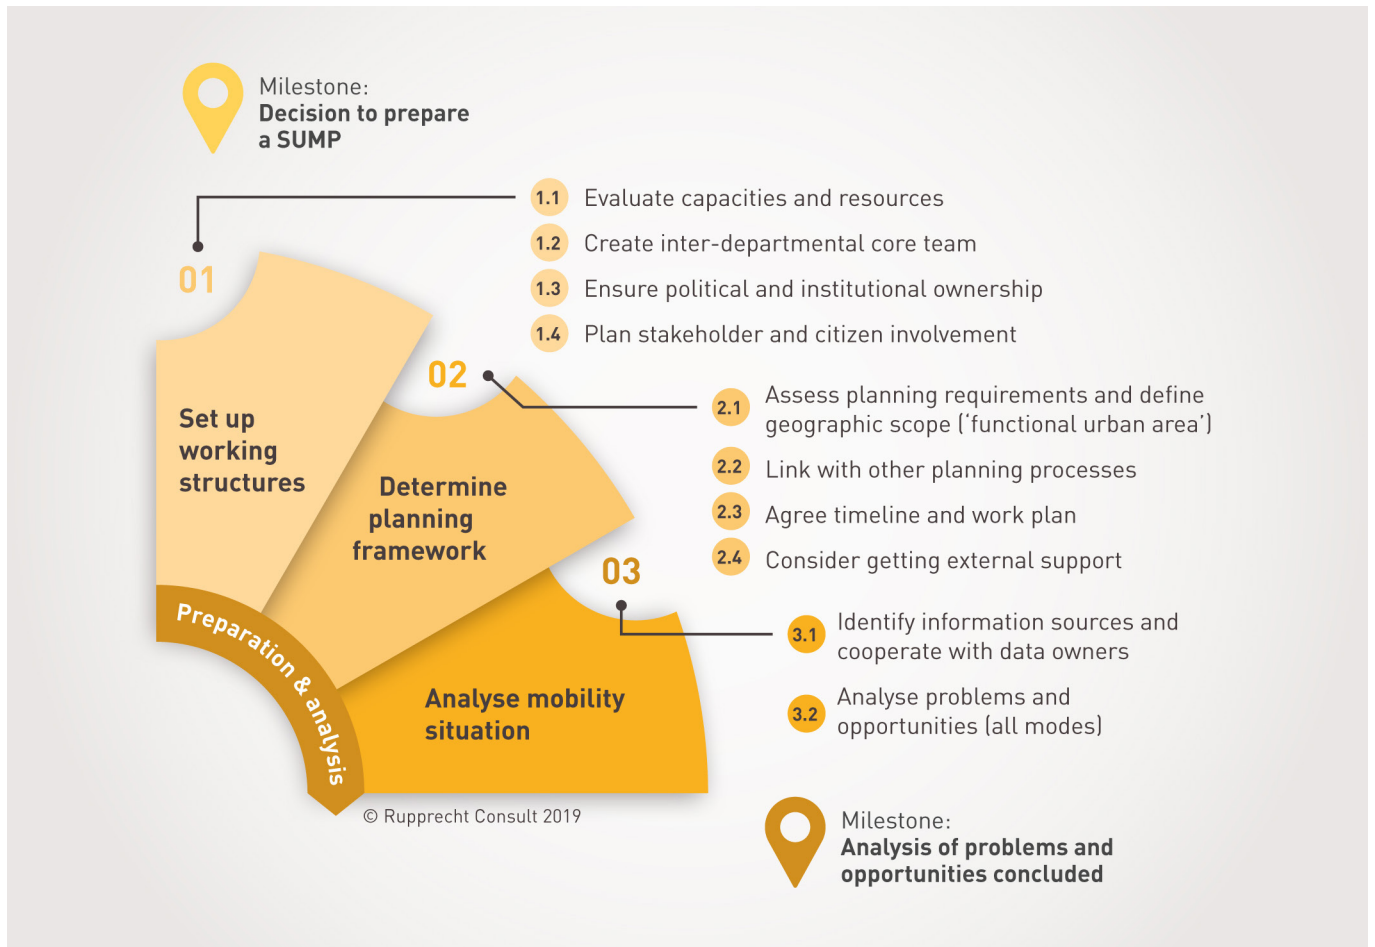 Milestone:
Decision to prepare
a SUMP
01
1.1 Evaluate capacities and resources
1.2 Create inter-departmental core team
1.3 Ensure political and institutional ownership
1.4 Plan stakeholder and citizen involvement
Set up
working
structures
02
2.1 Assess planning requirements and define
geographic scope (‘functional urban area’)
2.2 Link with other planning processes
2.3 Agree timeline and work plan
2.4 Consider getting external support
Determine
planning
framework
03
3.1 Identify information sources and
cooperate with data owners
3.2 Analyse problems and
opportunities (all modes)
Analyse mobility
situation
Preparation & analysis
© Rupprecht Consult 2019
Milestone:
Analysis of problems and
opportunities concluded